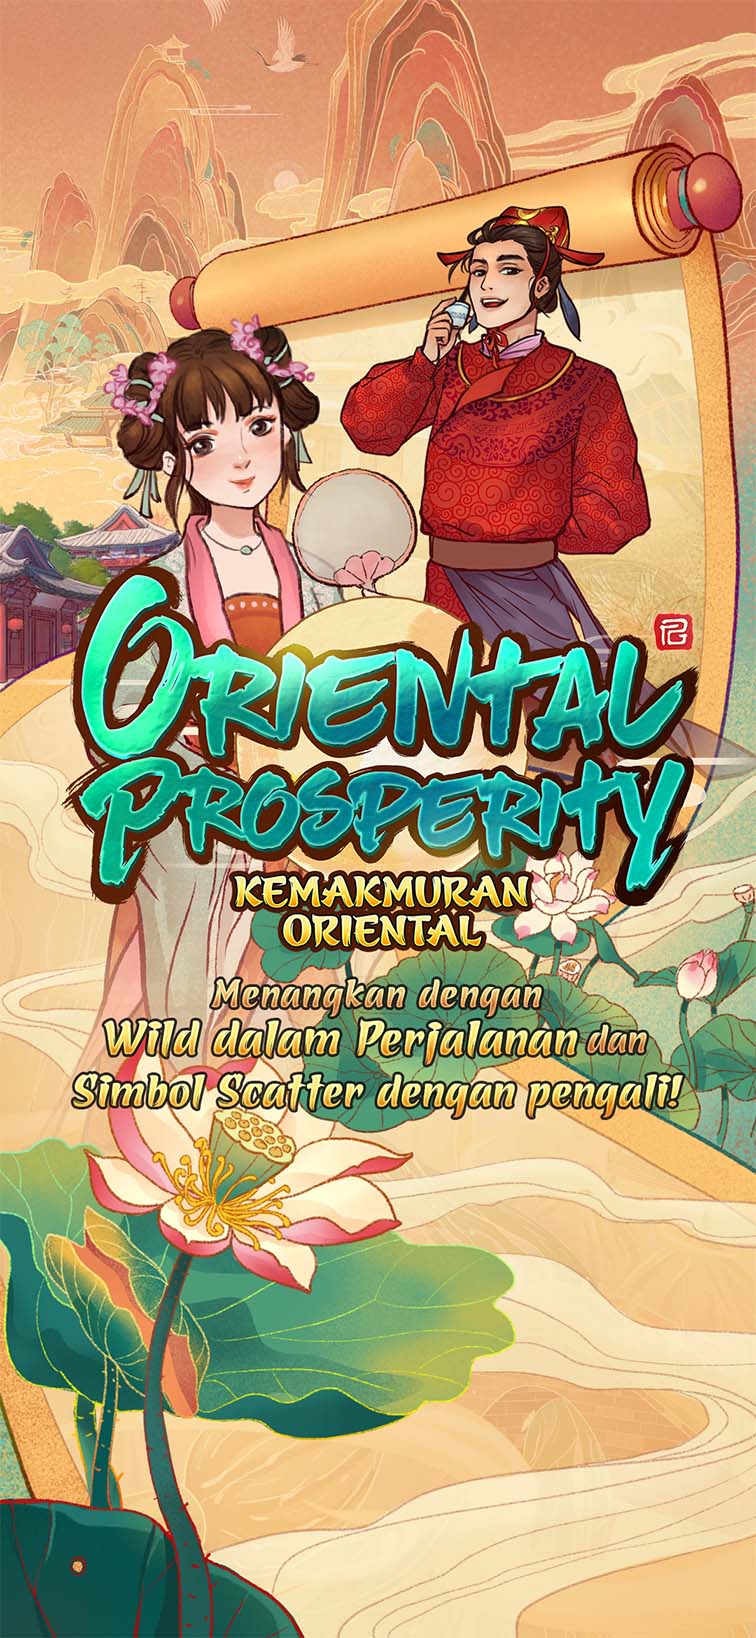 ORIENTAL
PROSPERITY
KEMAKMURAN
ORIENTAL
Menangkan dengan
Wild dalam Perjalanan dan
Simbol Scatter dengan pengali!